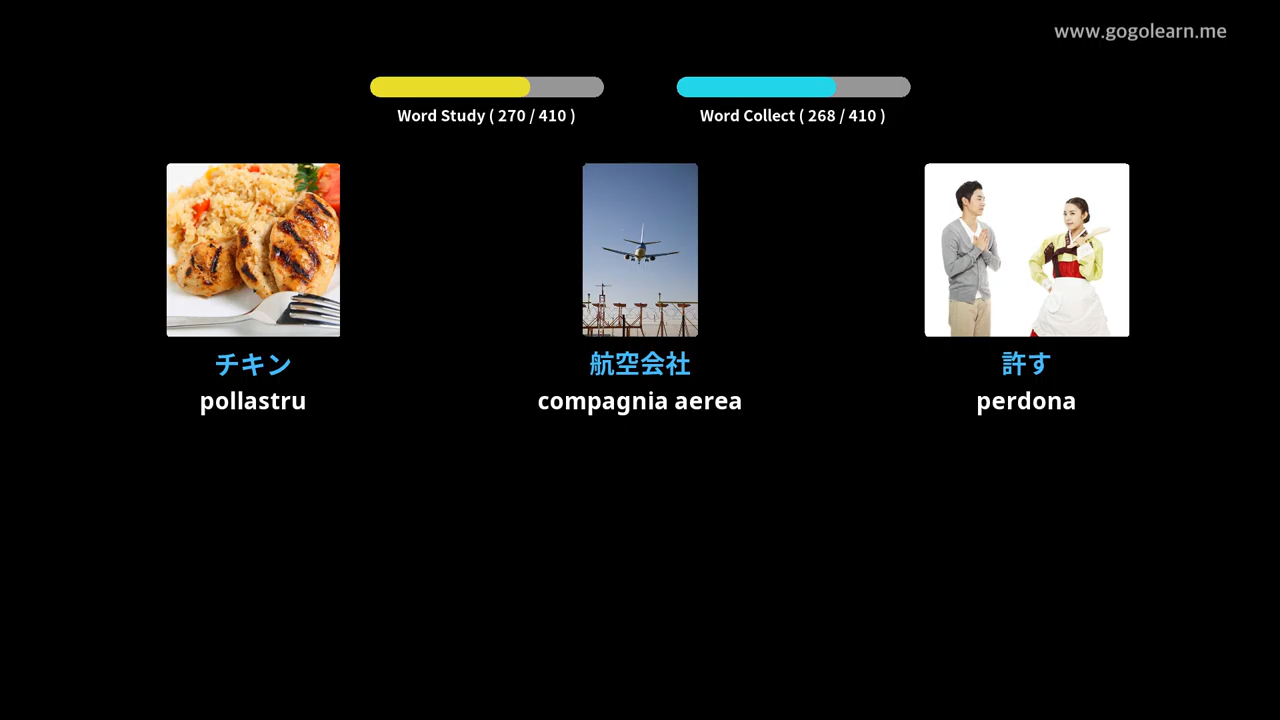 www.gogolearn.me
Word Study ( 270 / 410 )
Word Collect ( 268 / 410 )
チキン
航空会社
許す
pollastru
compagnia aerea
perdona